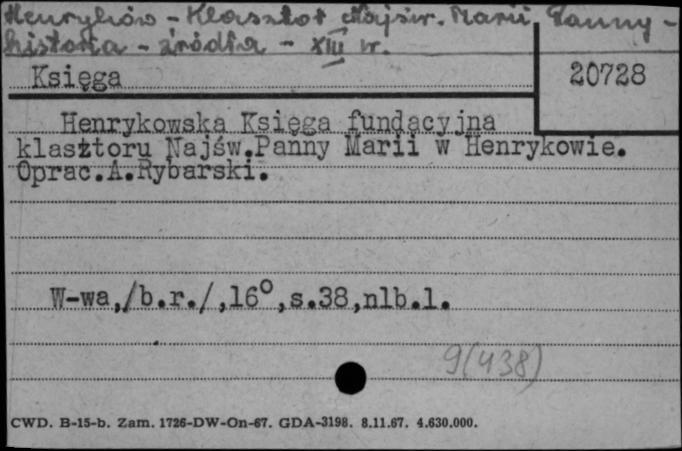 Henryków - Klasztor Najśw. Marii Panny -
historia - źródła - XIII w.
Księga
20728
Henrykowska Księga fundacyjna
klasztoru Najśw.Panny Marii w Henrykowie.
Oprac.A.Rybarski.
W-wa,/b.r./,16°,s.38,nlb.1.
9(438)
CWD. B-15-b. Zam. 1726-DW-On-67. GDA-3198. 8.11.67. 4.630.000.